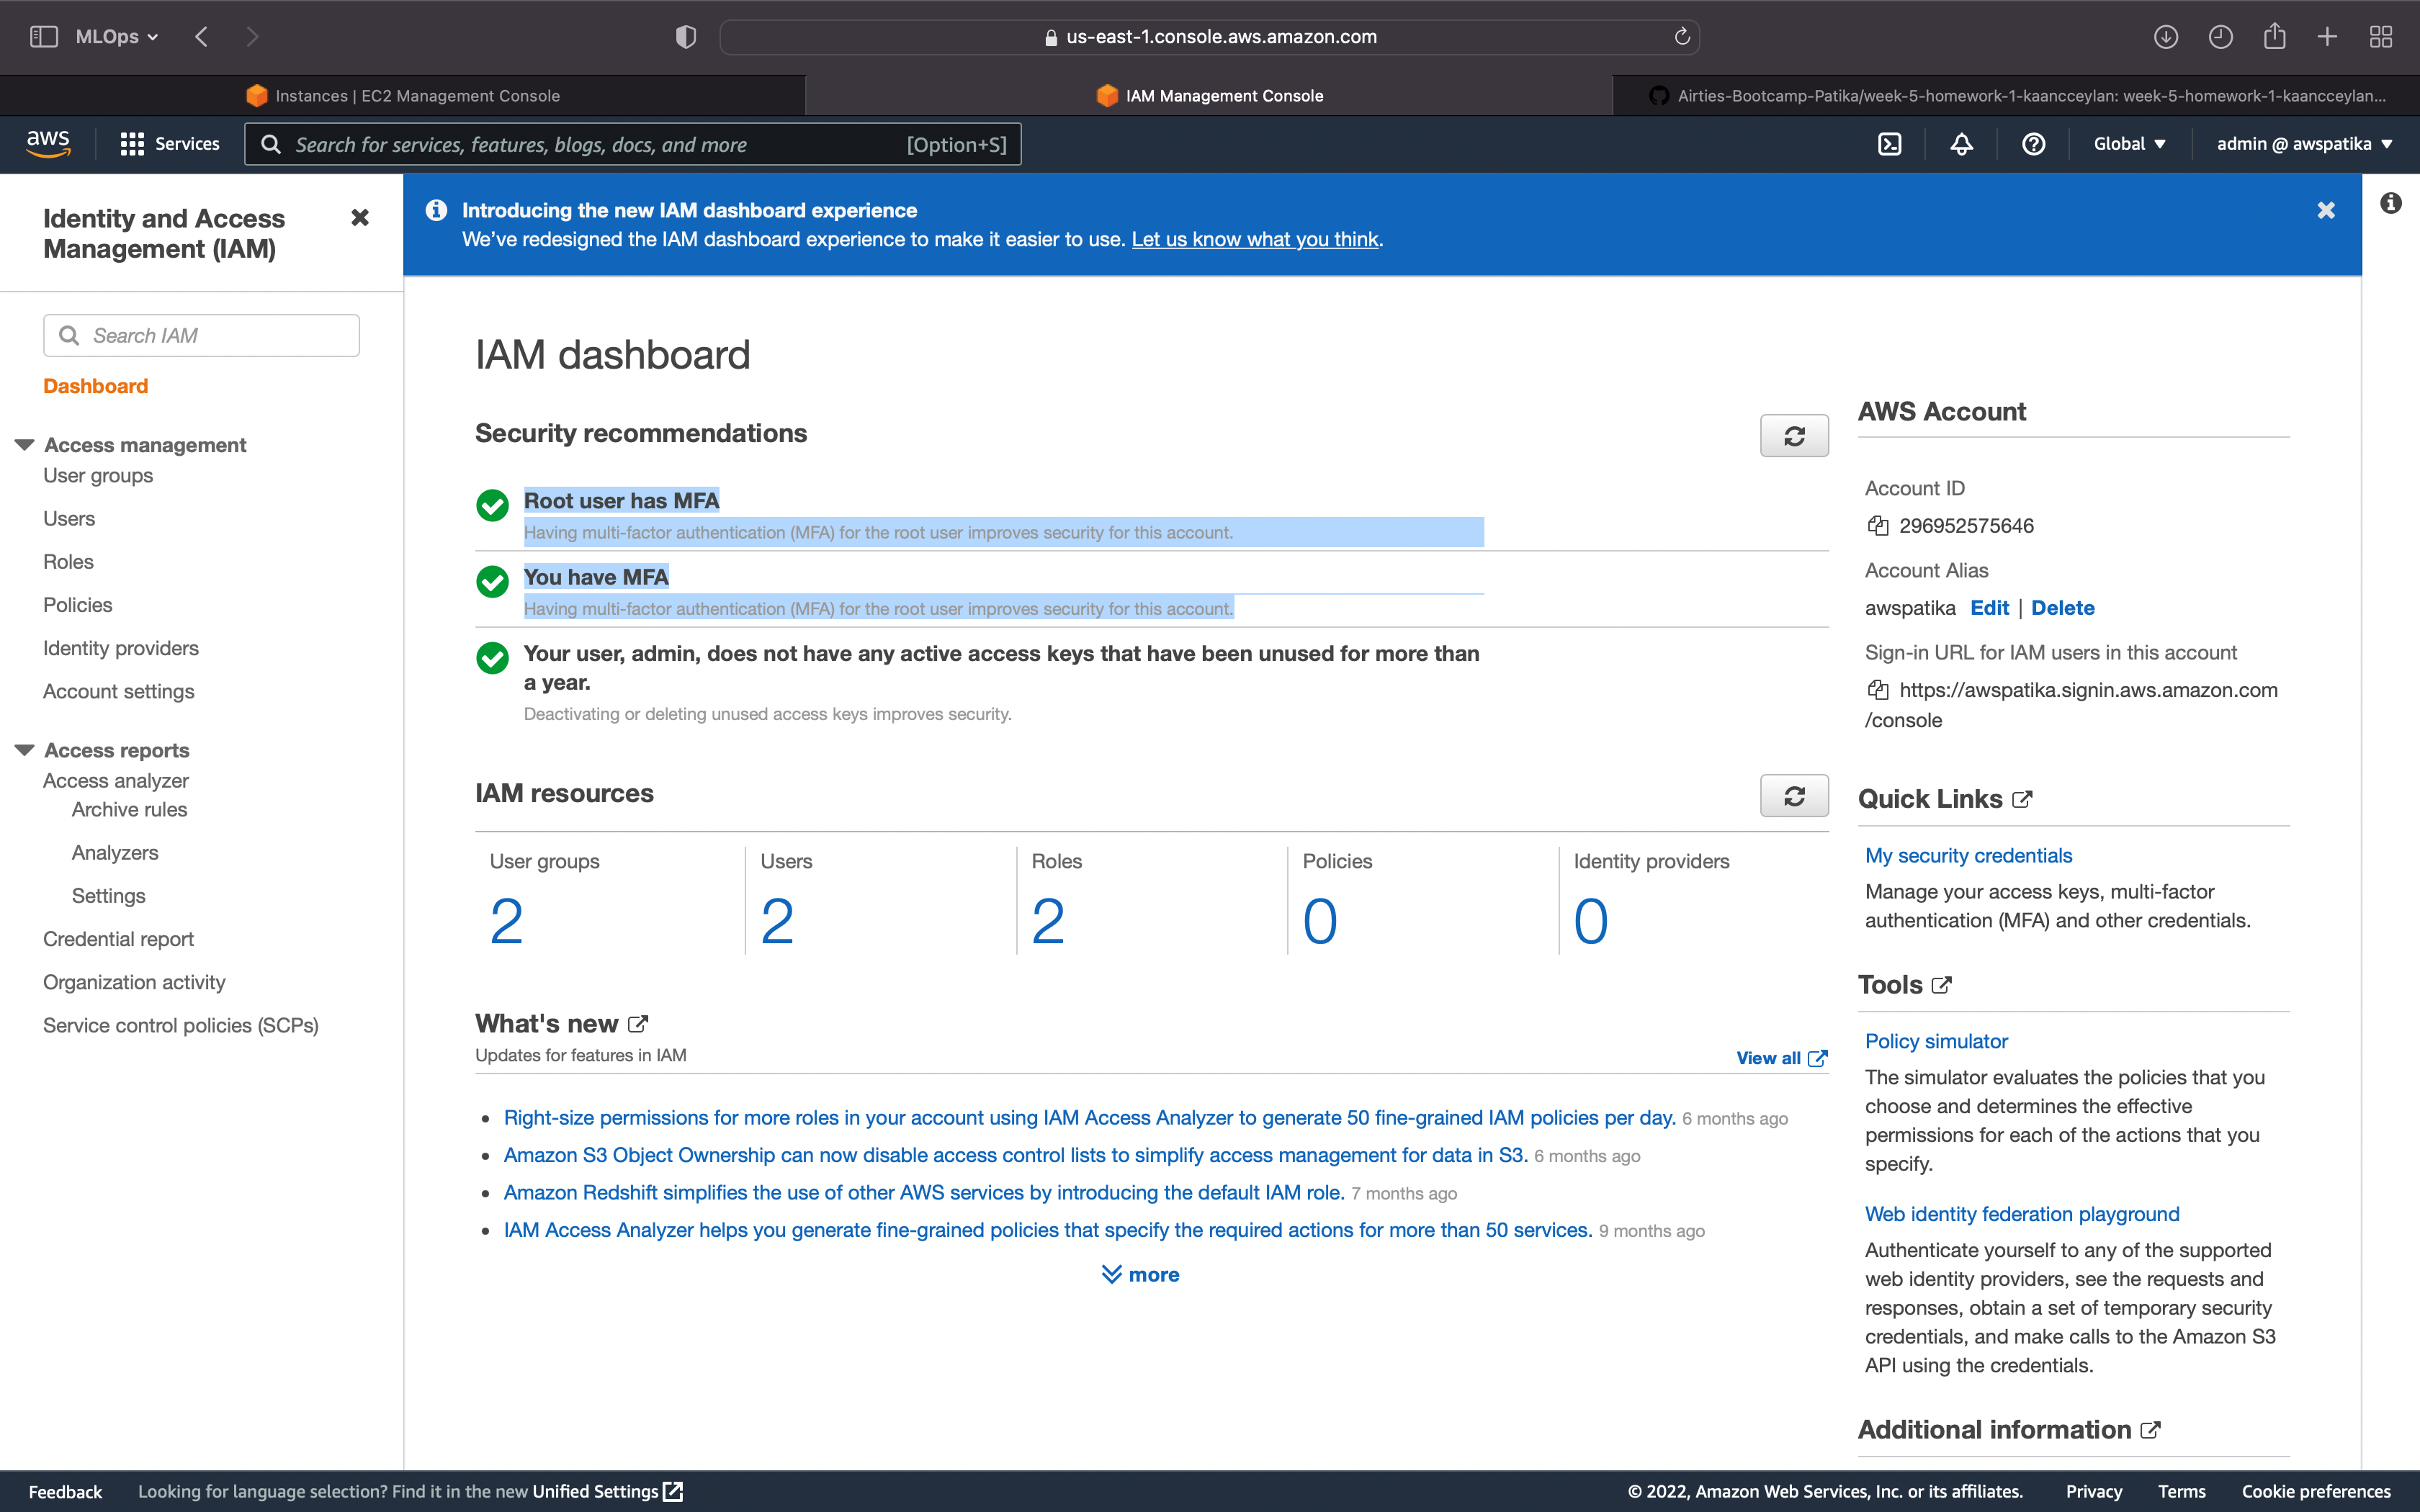 MLOps
us-east-1.console.aws.amazon.com
Instances | EC2 Management Console
IAM Management Console
Airties-Bootcamp-Patika/week-5-homework-1-kaancceylan: week-5-homework-1-kaancceylan...
aws
Services
Search for services, features, blogs, docs, and more
[Option+S]
Global
admin @ awspatika
Identity and Access
Management (IAM)
Search IAM
Dashboard
Access management
User groups
Users
Roles
Policies
Identity providers
Account settings
Access reports
Access analyzer
Archive rules
Analyzers
Settings
Credential report
Organization activity
Service control policies (SCPs)
Introducing the new IAM dashboard experience
We've redesigned the IAM dashboard experience to make it easier to use. Let us know what you think.
IAM dashboard
Security recommendations
Root user has MFA
Having multi-factor authentication (MFA) for the root user improves security for this account.
You have MFA
Having multi-factor authentication (MFA) for the root user improves security for this account.
Your user, admin, does not have any active access keys that have been unused for more than
a year.
Deactivating or deleting unused access keys improves security.
IAM resources
User groups
2
Users
2
Roles
2
Policies
0
Identity providers
0
What's new
Updates for features in IAM
View all
• Right-size permissions for more roles in your account using IAM Access Analyzer to generate 50 fine-grained IAM policies per day. 6 months ago
• Amazon S3 Object Ownership can now disable access control lists to simplify access management for data in S3. 6 months ago
• Amazon Redshift simplifies the use of other AWS services by introducing the default IAM role. 7 months ago
• IAM Access Analyzer helps you generate fine-grained policies that specify the required actions for more than 50 services. 9 months ago
more
AWS Account
Account ID
296952575646
Account Alias
awspatika Edit | Delete
Sign-in URL for IAM users in this account
https://awspatika.signin.aws.amazon.com
/console
Quick Links
My security credentials
Manage your access keys, multi-factor
authentication (MFA) and other credentials.
Tools
Policy simulator
The simulator evaluates the policies that you
choose and determines the effective
permissions for each of the actions that you
specify.
Web identity federation playground
Authenticate yourself to any of the supported
web identity providers, see the requests and
responses, obtain a set of temporary security
credentials, and make calls to the Amazon S3
API using the credentials.
Additional information
Feedback
Looking for language selection? Find it in the new Unified Settings
© 2022, Amazon Web Services, Inc. or its affiliates.
Privacy
Terms
Cookie preferences